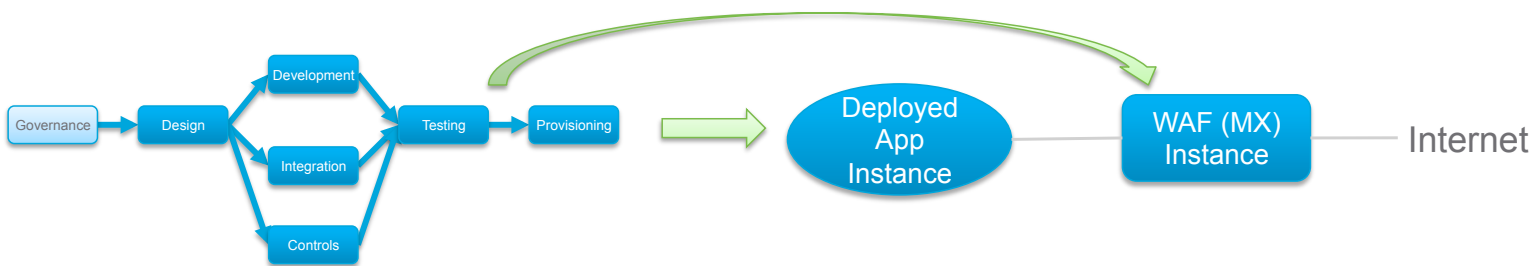 Governance
Design
Development
Integration
Controls
Testing
Provisioning
Deployed
App
Instance
WAF (MX)
Instance
Internet